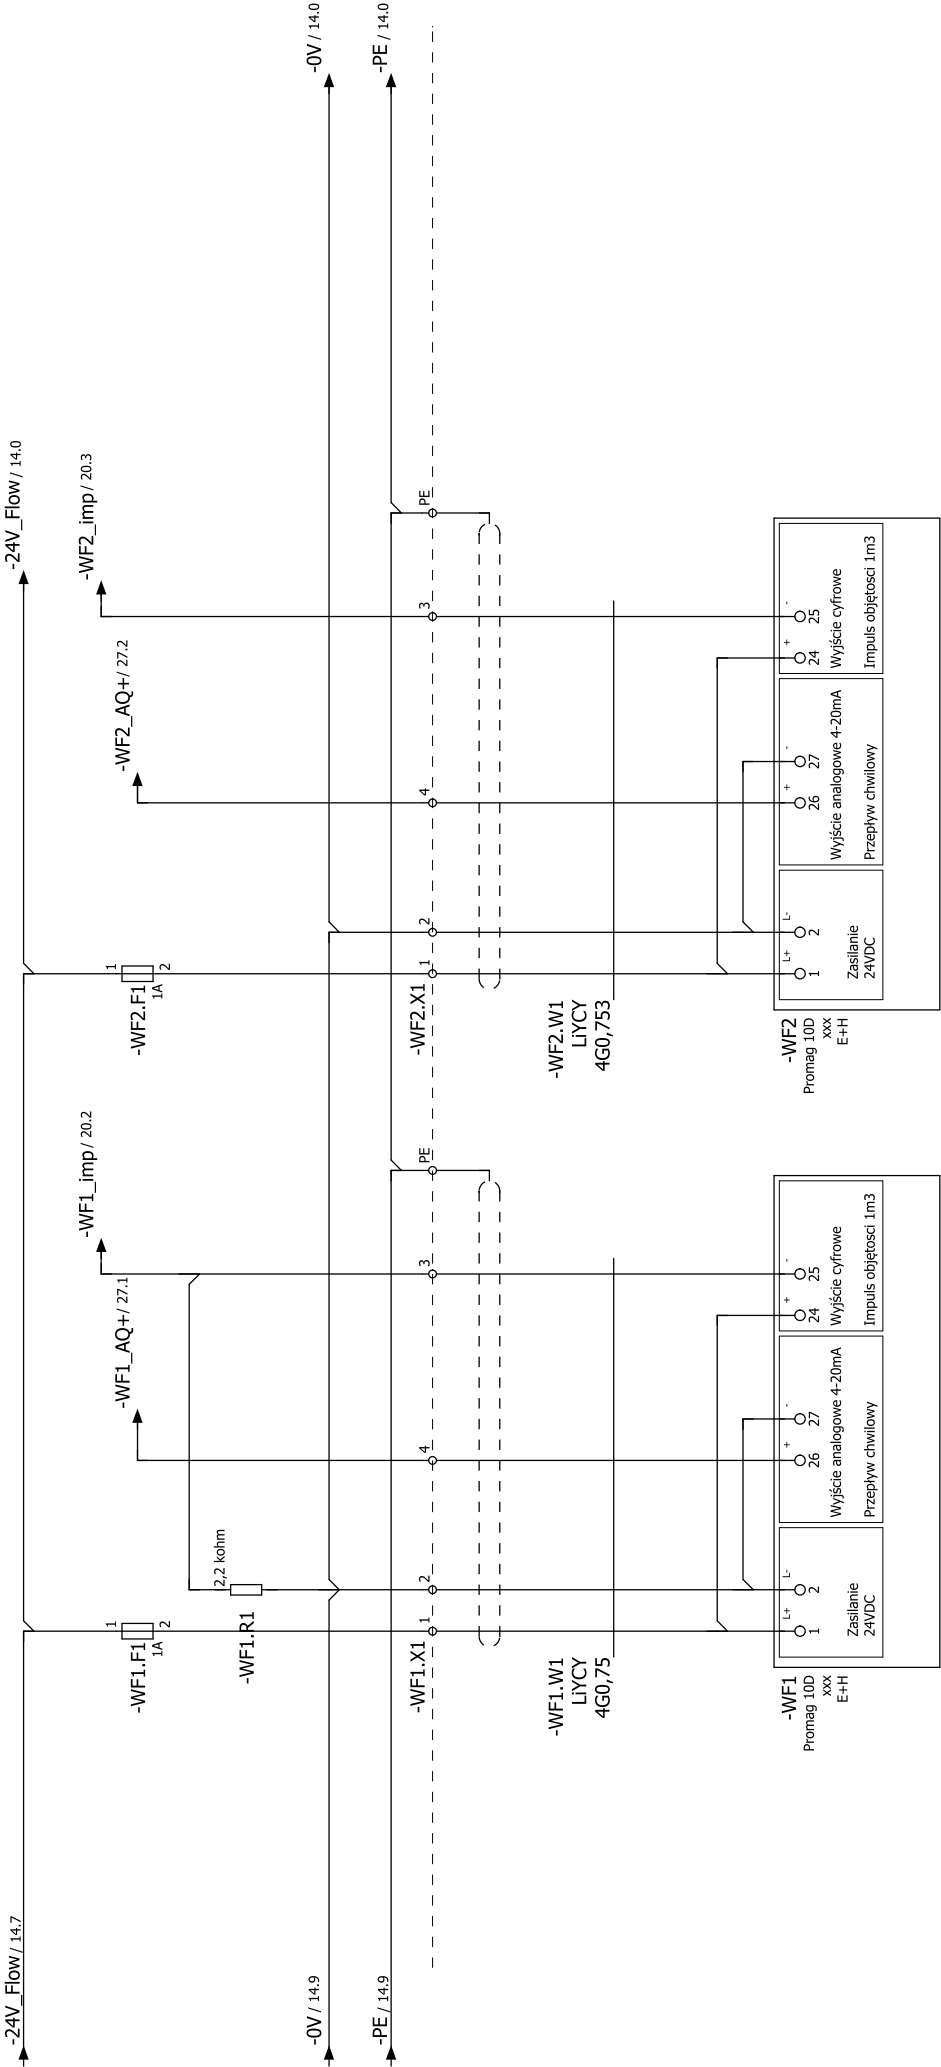 -24V_Flow / 14.7
-24V_Flow / 14.0
-WF1_imp / 20.2
-WF2_imp / 20.3
-WF1_AQ+ / 27.1
-WF2_AQ+ / 27.2
-WF1.F1
1A
1
2
-WF2.F1
1A
1
2
-WF1.R1
2,2 kohm
-0V / 14.9
-0V / 14.0
-PE / 14.9
-PE / 14.0
-WF1.X1
1
2
4
3
PE
-WF2.X1
1
2
4
3
PE
-WF1.W1
LiYCY
4G0,75
-WF2.W1
LiYCY
4G0,753
-WF1
Promag 10D
xxx
E+H
L+
L-
+
-
+
-
1
2
26
27
24
25
Zasilanie
24VDC
Wyjście analogowe 4-20mA
Przepływ chwilowy
Wyjście cyfrowe
Impuls objętosci 1m3
-WF2
Promag 10D
xxx
E+H
L+
L-
+
-
+
-
1
2
26
27
24
25
Zasilanie
24VDC
Wyjście analogowe 4-20mA
Przepływ chwilowy
Wyjście cyfrowe
Impuls objętosci 1m3